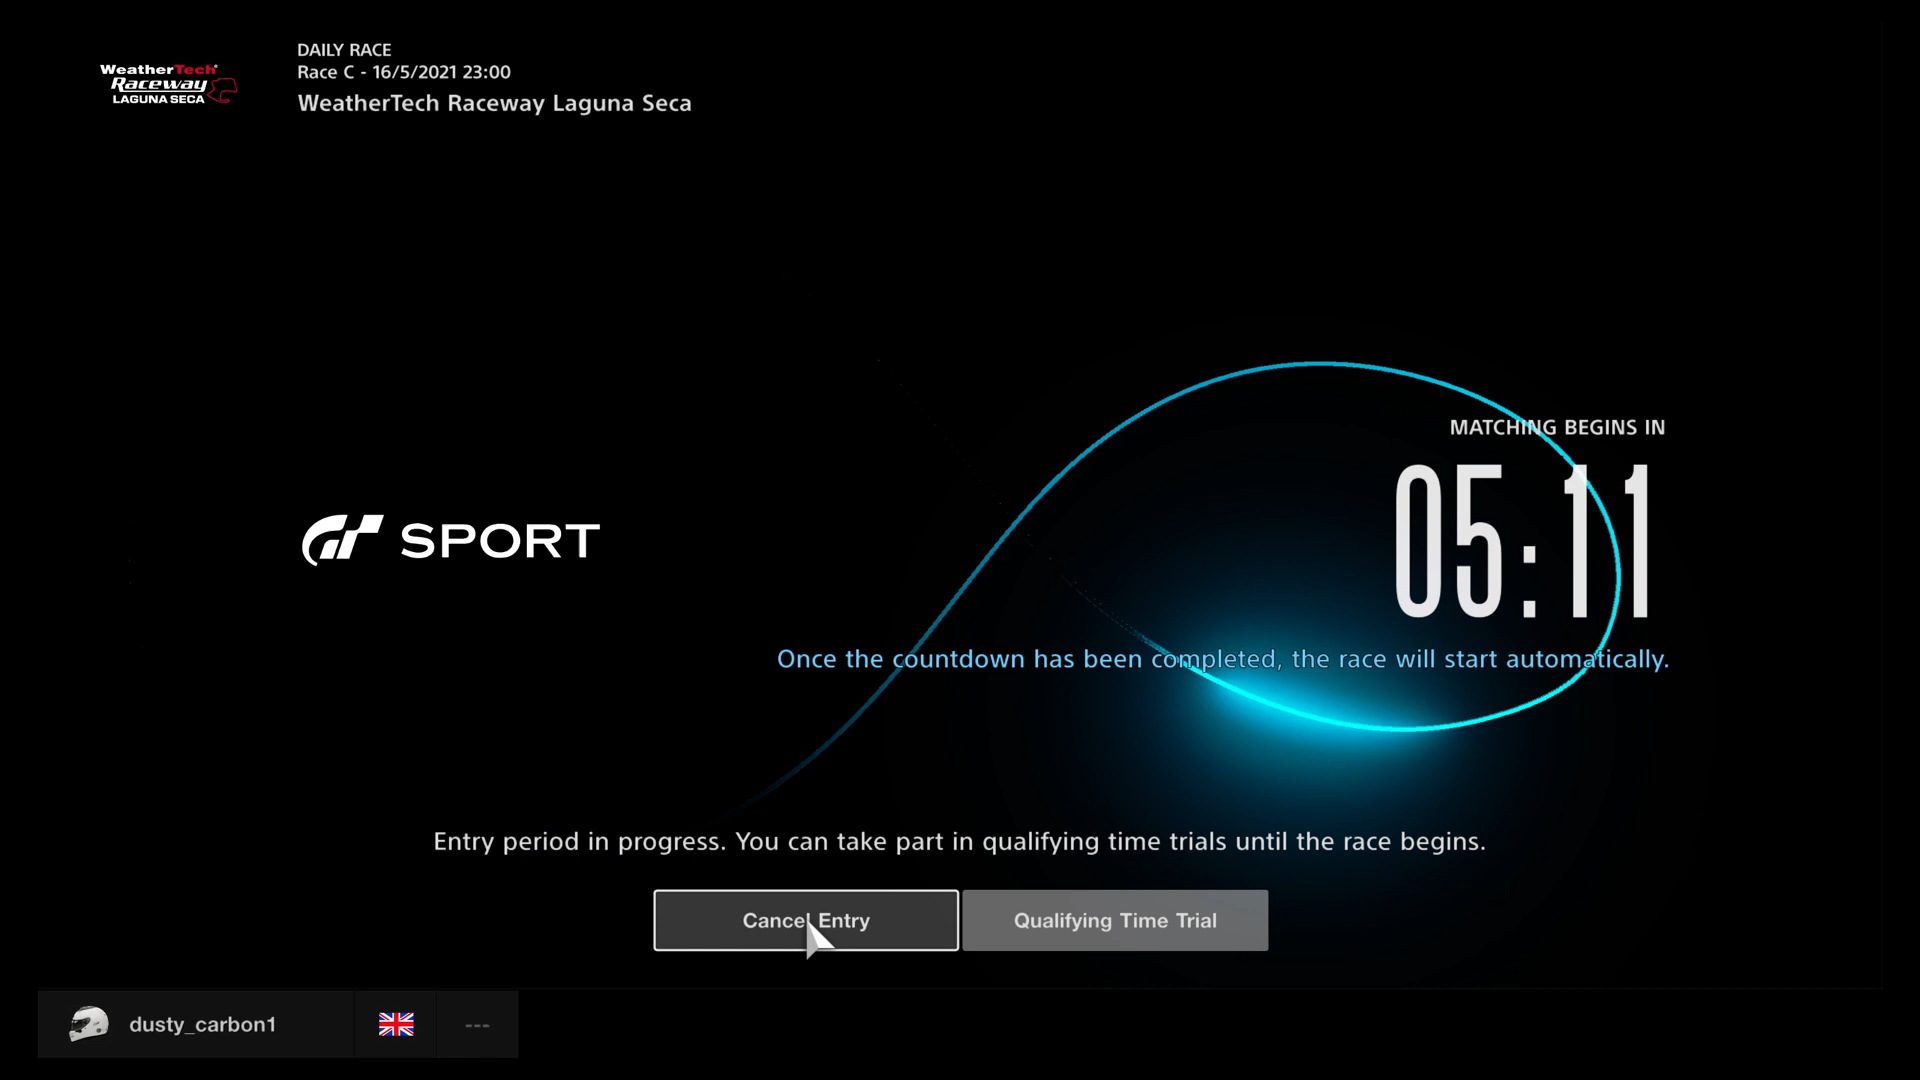 WeatherTech
Raceway
LAGUNA SECA
DAILY RACE
Race C - 16/5/2021 23:00
WeatherTech Raceway Laguna Seca
MATCHING BEGINS IN
05:11
GT SPORT
Once the countdown has been completed, the race will start automatically.
Entry period in progress. You can take part in qualifying time trials until the race begins.
Cancel Entry
Qualifying Time Trial
dusty_carbon1
---